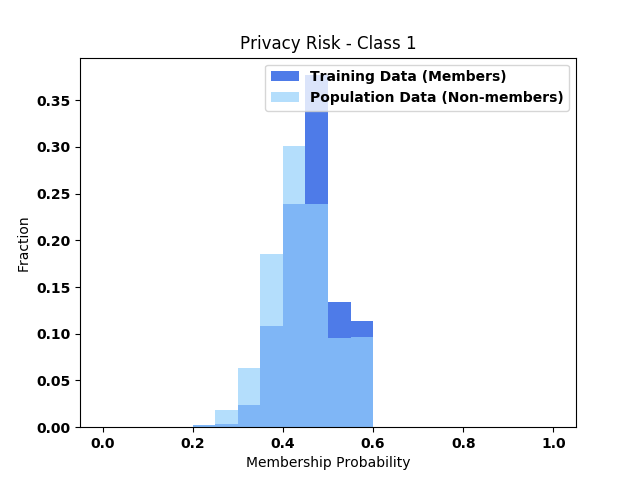 Privacy Risk - Class 1
Training Data (Members)
Population Data (Non-members)
0.35
0.30
0.25
0.20
0.15
0.10
0.05
0.00
Fraction
0.0 0.2 0.4 0.6 0.8 1.0
Membership Probability